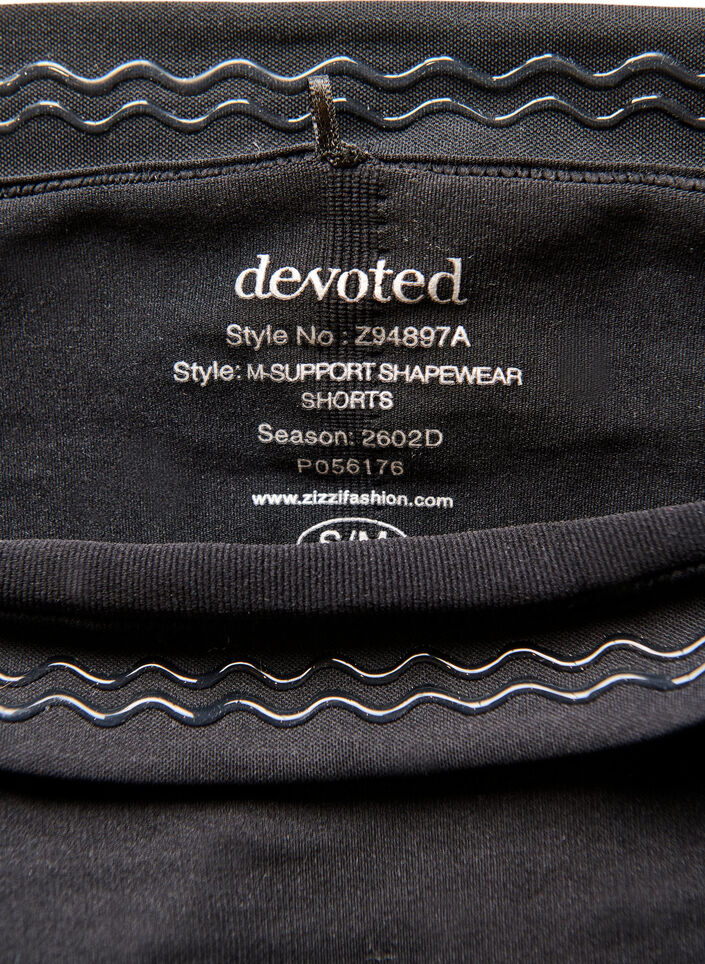 devoted
Style No : Z94897A
Style: M-SUPPORT SHAPEWEAR
SHORTS
Season: 2602D
P056176
www.zizzifashion.com
S/M